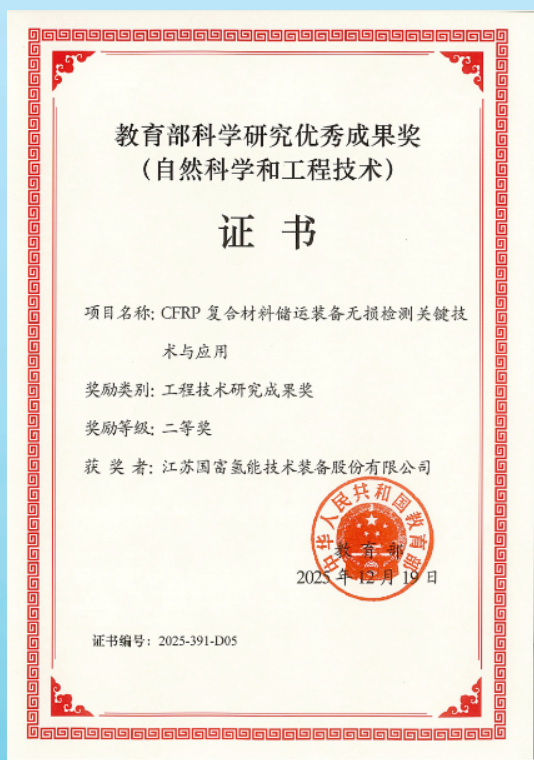 教育部科学研究优秀成果奖
（自然科学和工程技术）
证书
项目名称: CFRP 复合材料储运装备无损检测关键技
术与应用
奖励类别: 工程技术研究成果奖
奖励等级: 二等奖
获 奖 者: 江苏国富氢能技术装备股份有限公司
中华人民共和国教育部
教 育 部
2025 年 12 月 19 日
证书编号: 2025-391-D05